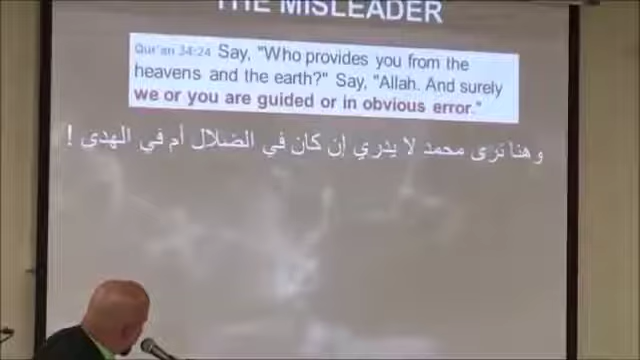 THE MISLEADER
Qur'an 34:24 Say, "Who provides you from the
heavens and the earth?" Say, "Allah. And surely
we or you are guided or in obvious error."
وهنا ترى محمد لا يدري إن كان في الضلال أم في الهدى !